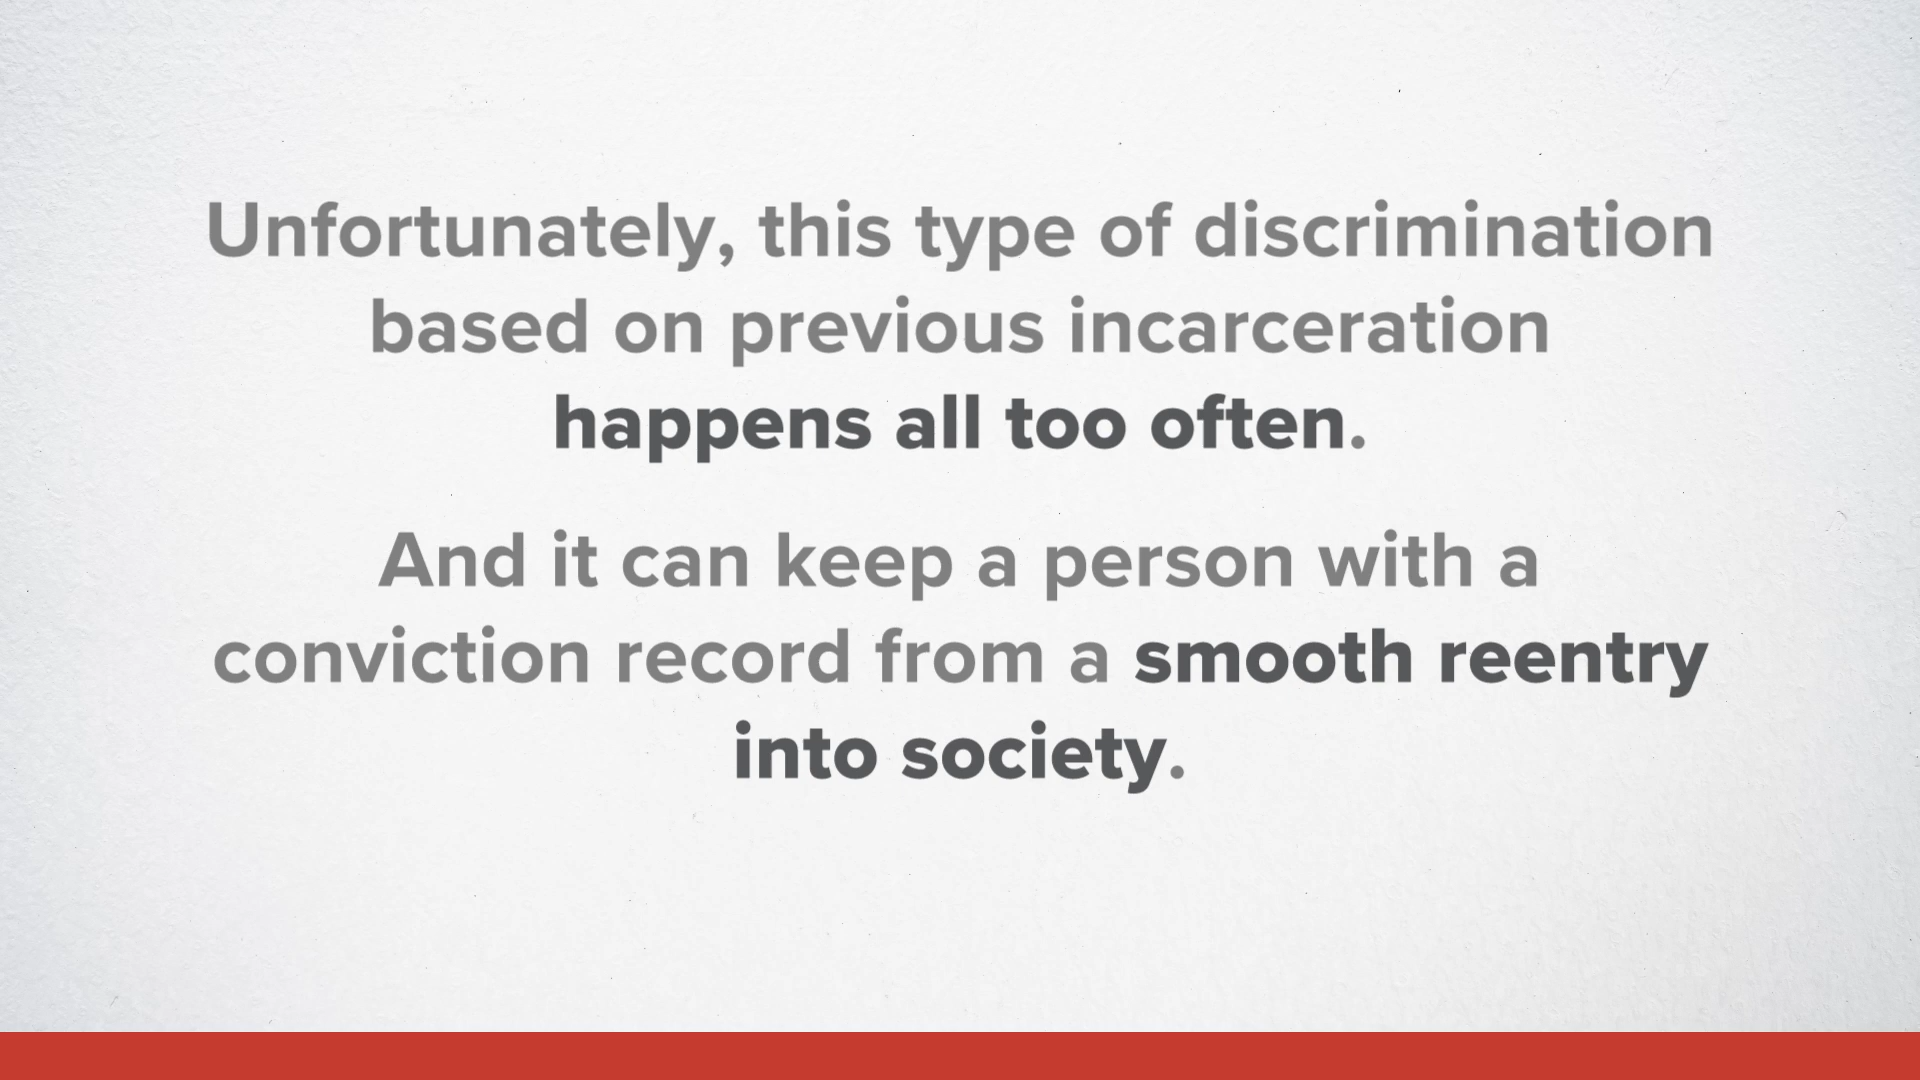 Unfortunately, this type of discrimination
based on previous incarceration
happens all too often.
And it can keep a person with a
conviction record from a smooth reentry
into society.